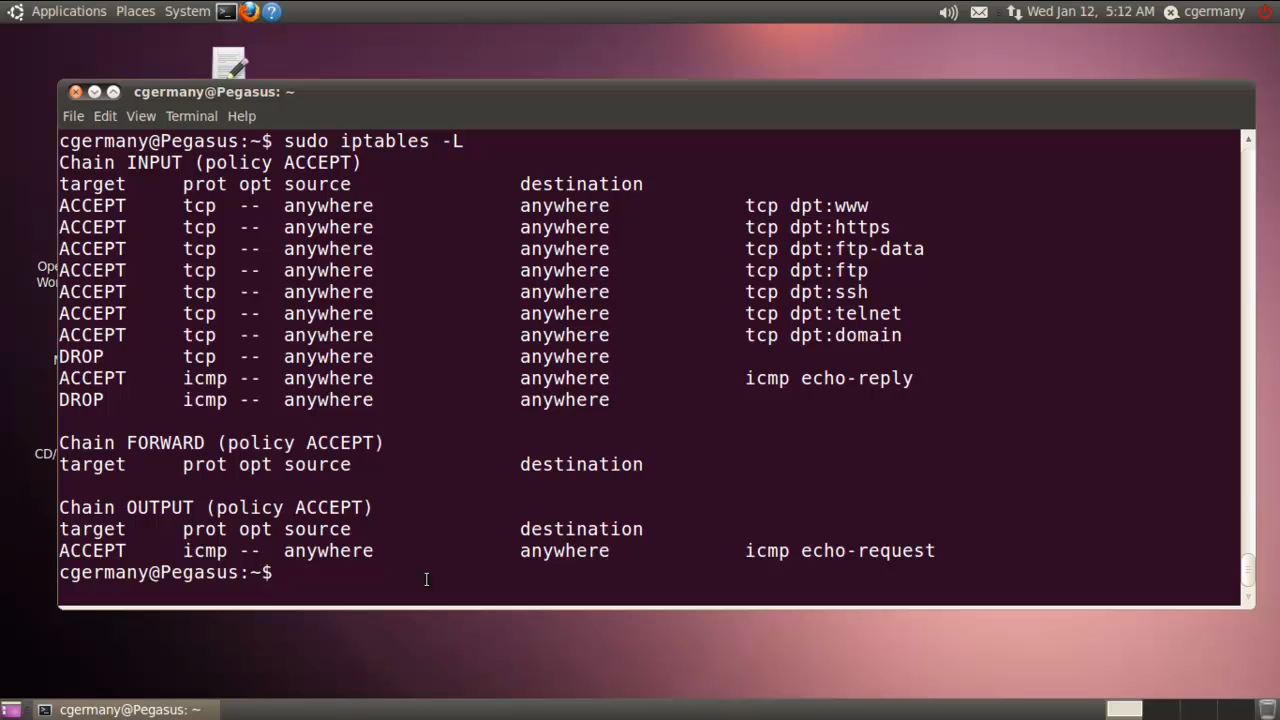 Applications Places System Wed Jan 12, 5:12 AM cgermany
cgermany@Pegasus: ~
File Edit View Terminal Help
cgermany@Pegasus:~$ sudo iptables -L
Chain INPUT (policy ACCEPT)
target prot opt source destination
ACCEPT tcp -- anywhere anywhere tcp dpt:www
ACCEPT tcp -- anywhere anywhere tcp dpt:https
ACCEPT tcp -- anywhere anywhere tcp dpt:ftp-data
ACCEPT tcp -- anywhere anywhere tcp dpt:ftp
ACCEPT tcp -- anywhere anywhere tcp dpt:ssh
ACCEPT tcp -- anywhere anywhere tcp dpt:telnet
ACCEPT tcp -- anywhere anywhere tcp dpt:domain
DROP tcp -- anywhere anywhere
ACCEPT icmp -- anywhere anywhere icmp echo-reply
DROP icmp -- anywhere anywhere
Chain FORWARD (policy ACCEPT)
target prot opt source destination
Chain OUTPUT (policy ACCEPT)
target prot opt source destination
ACCEPT icmp -- anywhere anywhere icmp echo-request
cgermany@Pegasus:~$
Ope
Wor
CD/
cgermany@Pegasus: ~